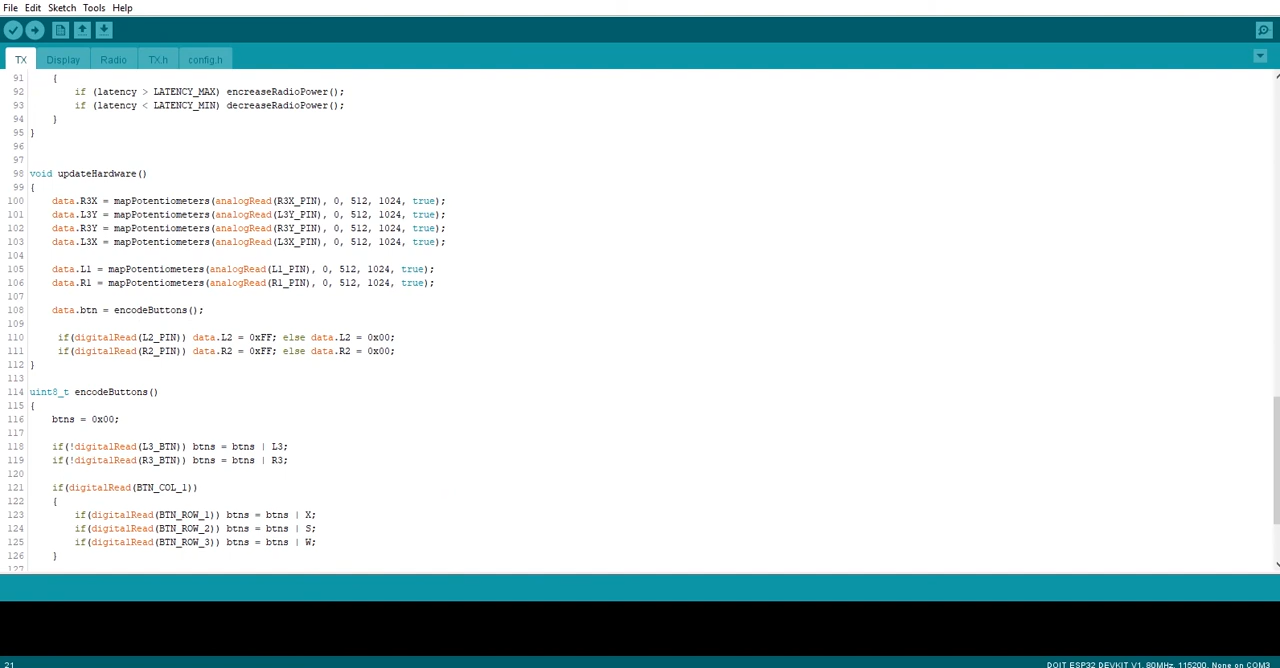 File Edit Sketch Tools Help
TX Display Radio TX.h config.h
91 {
92 if (latency > LATENCY_MAX) encreaseRadioPower();
93 if (latency < LATENCY_MIN) decreaseRadioPower();
94 }
95 }
96
97
98 void updateHardware()
99 {
100 data.R3X = mapPotentiometers(analogRead(R3X_PIN), 0, 512, 1024, true);
101 data.L3Y = mapPotentiometers(analogRead(L3Y_PIN), 0, 512, 1024, true);
102 data.R3Y = mapPotentiometers(analogRead(R3Y_PIN), 0, 512, 1024, true);
103 data.L3X = mapPotentiometers(analogRead(L3X_PIN), 0, 512, 1024, true);
104
105 data.L1 = mapPotentiometers(analogRead(L1_PIN), 0, 512, 1024, true);
106 data.R1 = mapPotentiometers(analogRead(R1_PIN), 0, 512, 1024, true);
107
108 data.btn = encodeButtons();
109
110 if(digitalRead(L2_PIN)) data.L2 = 0xFF; else data.L2 = 0x00;
111 if(digitalRead(R2_PIN)) data.R2 = 0xFF; else data.R2 = 0x00;
112 }
113
114 uint8_t encodeButtons()
115 {
116 btns = 0x00;
117
118 if(!digitalRead(L3_BTN)) btns = btns | L3;
119 if(!digitalRead(R3_BTN)) btns = btns | R3;
120
121 if(digitalRead(BTN_COL_1))
122 {
123 if(digitalRead(BTN_ROW_1)) btns = btns | X;
124 if(digitalRead(BTN_ROW_2)) btns = btns | S;
125 if(digitalRead(BTN_ROW_3)) btns = btns | W;
126 }
127
21 DOIT ESP32 DEVKIT V1, 80MHz, 115200, None on COM3